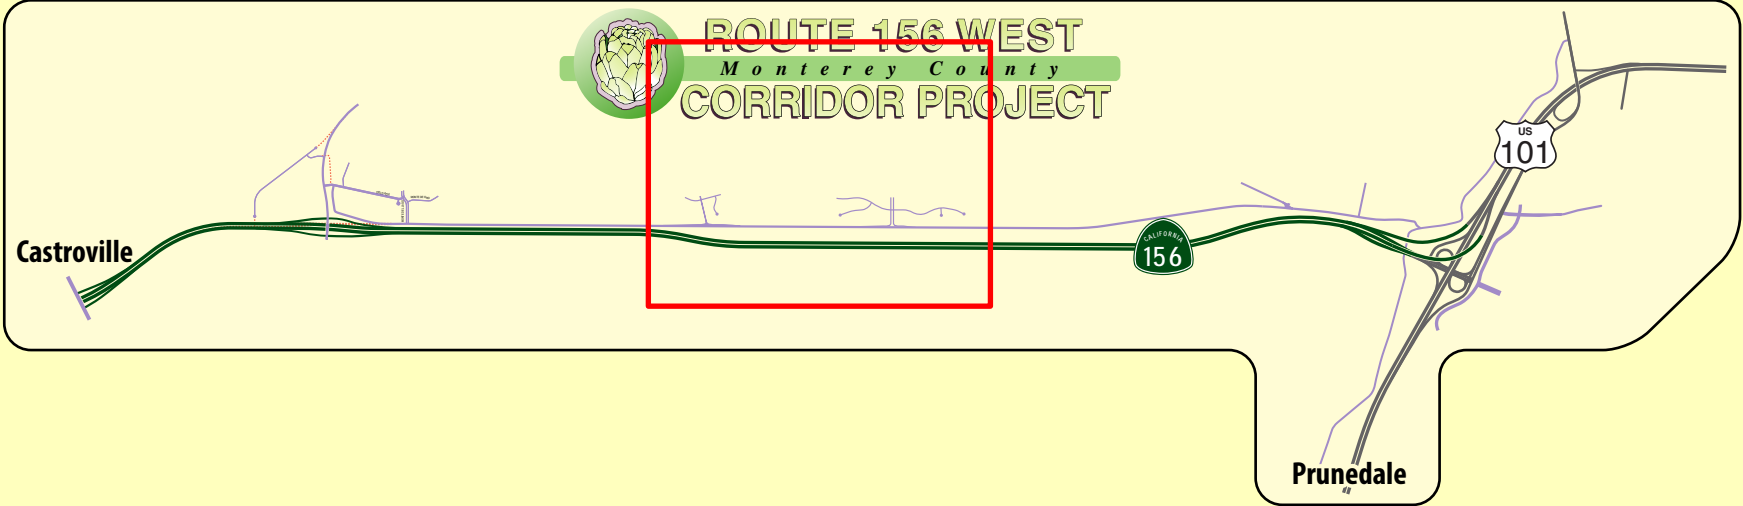 ROUTE 156 WEST
Monterey County
CORRIDOR PROJECT
US
101
Castroville
CALIFORNIA
156
Prunedale